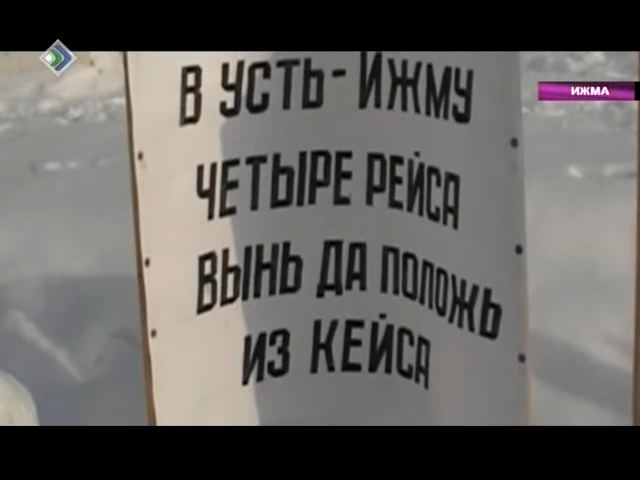 В УСТЬ-ИЖМУ
ИЖМА
ЧЕТЫРЕ РЕЙСА
ВЫНЬ ДА ПОЛОЖЬ
ИЗ КЕЙСА